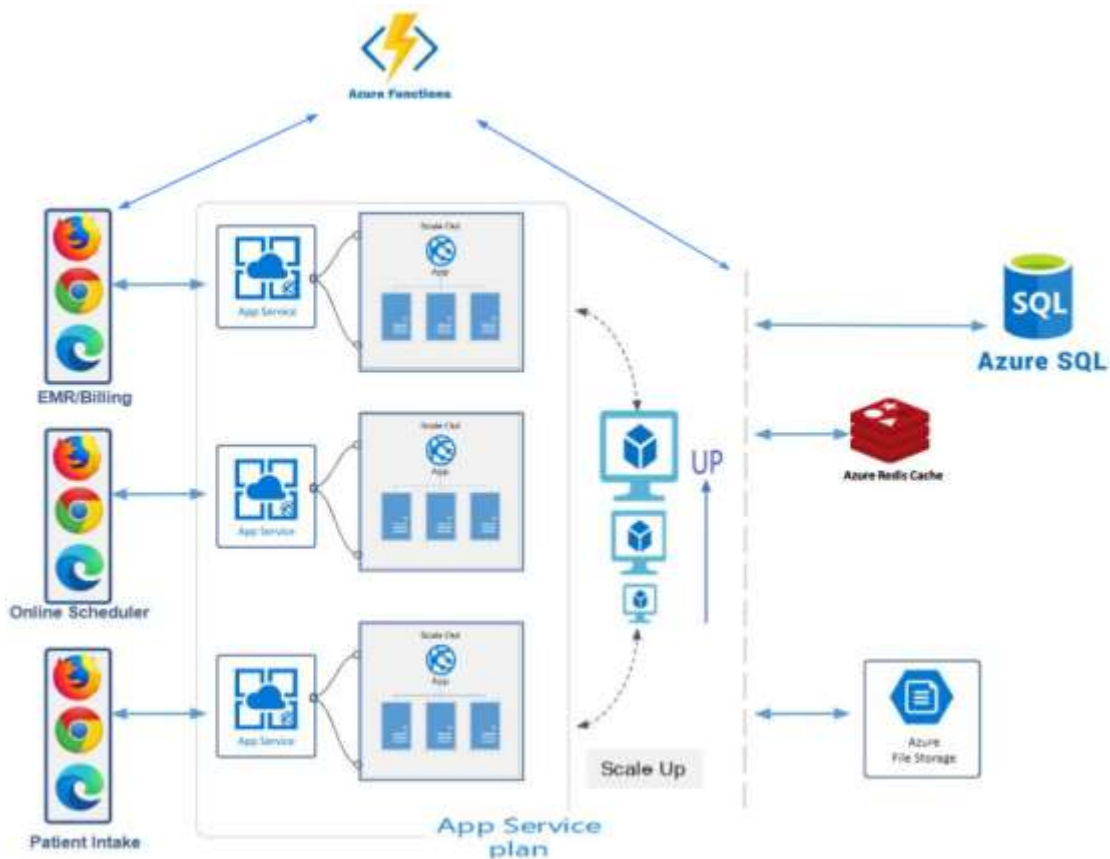 Azure Functions
Scale Out
App
App Service
EMR/Billing
SQL
Azure SQL
Scale Out
App
App Service
UP
Azure Redis Cache
Online Scheduler
Scale Out
App
App Service
Azure
File Storage
Scale Up
Patient Intake
App Service
plan